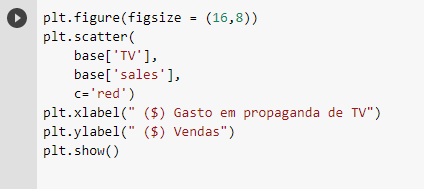 plt.figure(figsize = (16,8))
plt.scatter(
    base['TV'],
    base['sales'],
    c='red')
plt.xlabel(" ($) Gasto em propaganda de TV")
plt.ylabel(" ($) Vendas")
plt.show()